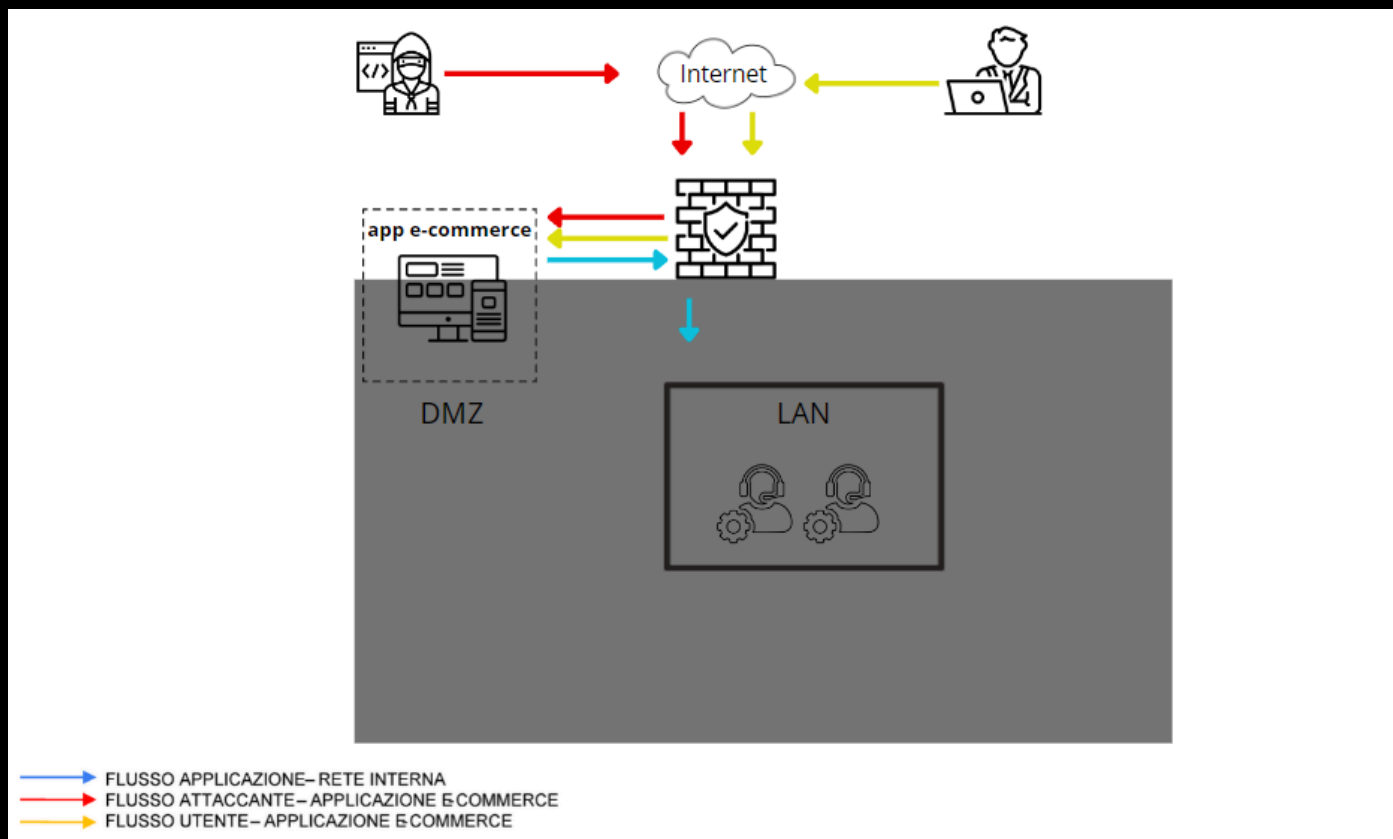 </>
Internet
app e-commerce
DMZ
LAN
FLUSSO APPLICAZIONE– RETE INTERNA
FLUSSO ATTACCANTE– APPLICAZIONE E-COMMERCE
FLUSSO UTENTE– APPLICAZIONE E-COMMERCE